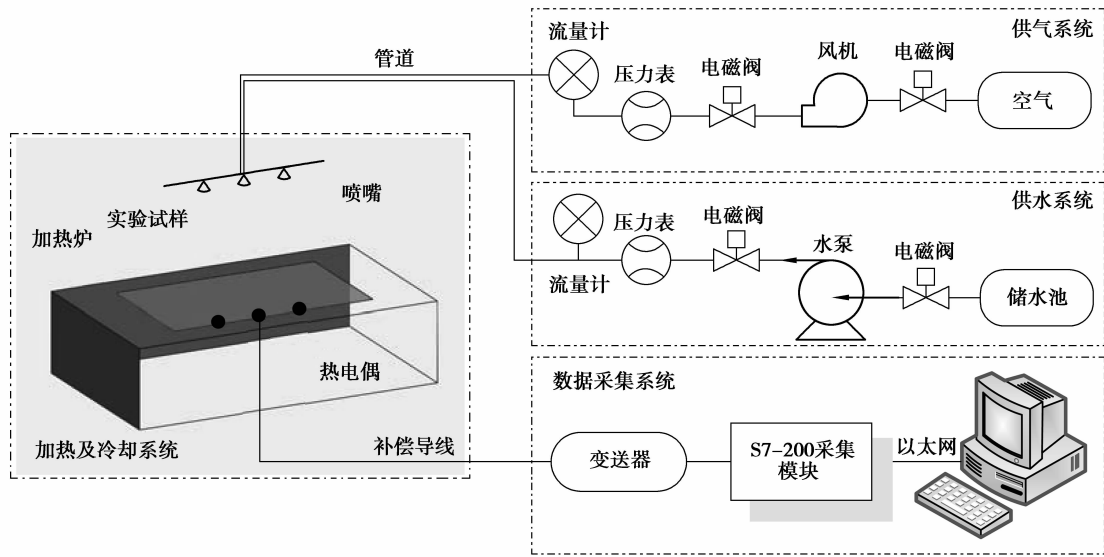 供气系统
流量计
管道
压力表
电磁阀
风机
电磁阀
空气
供水系统
喷嘴
实验试样
加热炉
压力表
电磁阀
水泵
电磁阀
流量计
储水池
热电偶
数据采集系统
加热及冷却系统
补偿导线
变送器
S7-200采集
模块
以太网